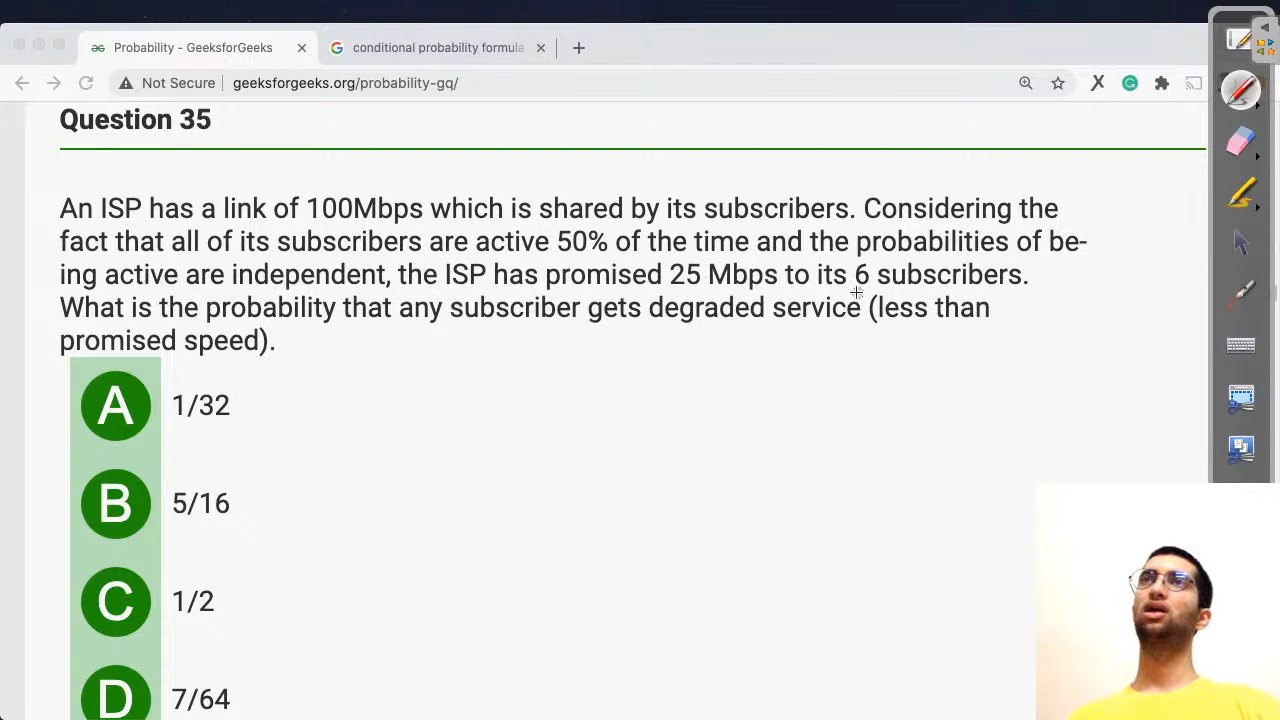 Probability - GeeksforGeeks
conditional probability formula
Not Secure
geeksforgeeks.org/probability-gq/
Question 35
An ISP has a link of 100Mbps which is shared by its subscribers. Considering the
fact that all of its subscribers are active 50% of the time and the probabilities of be-
ing active are independent, the ISP has promised 25 Mbps to its 6 subscribers.
What is the probability that any subscriber gets degraded service (less than
promised speed).
A 1/32
B 5/16
C 1/2
D 7/64